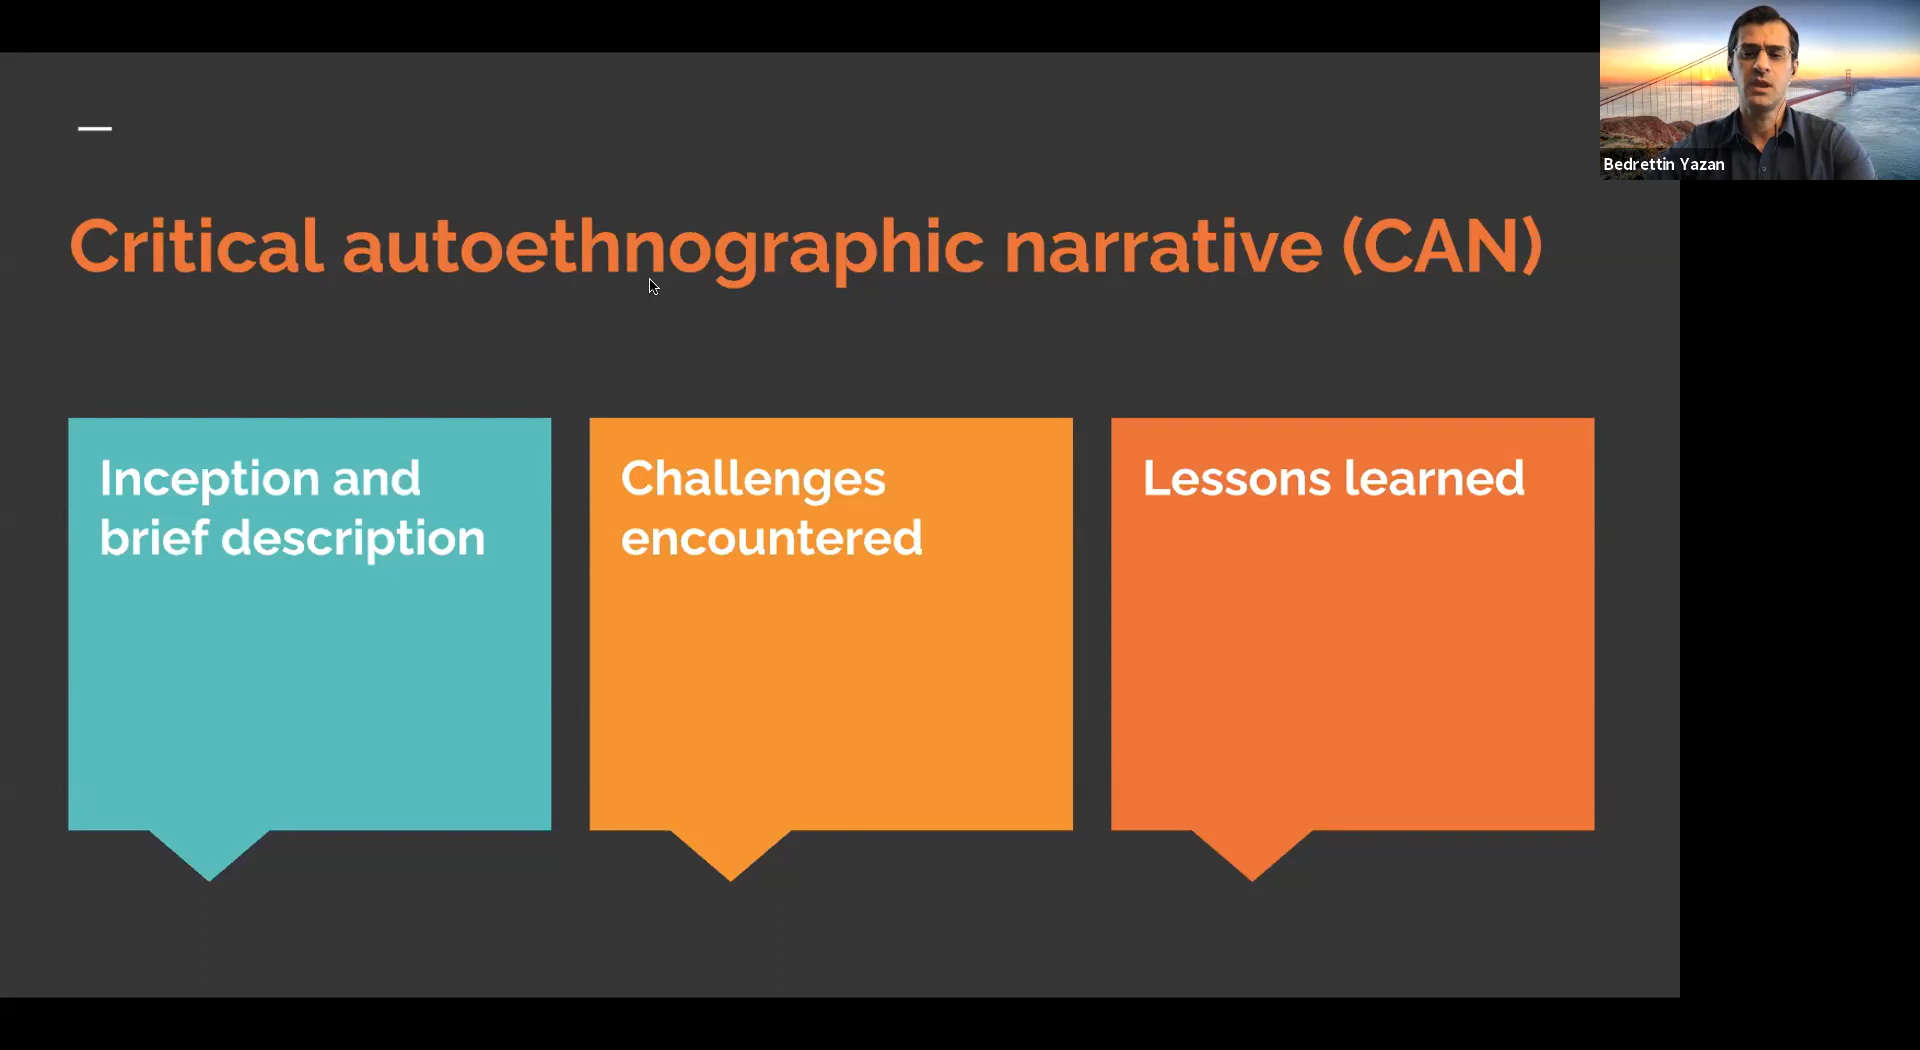 Bedrettin Yazan
Critical autoethnographic narrative (CAN)
Inception and
brief description
Challenges
encountered
Lessons learned